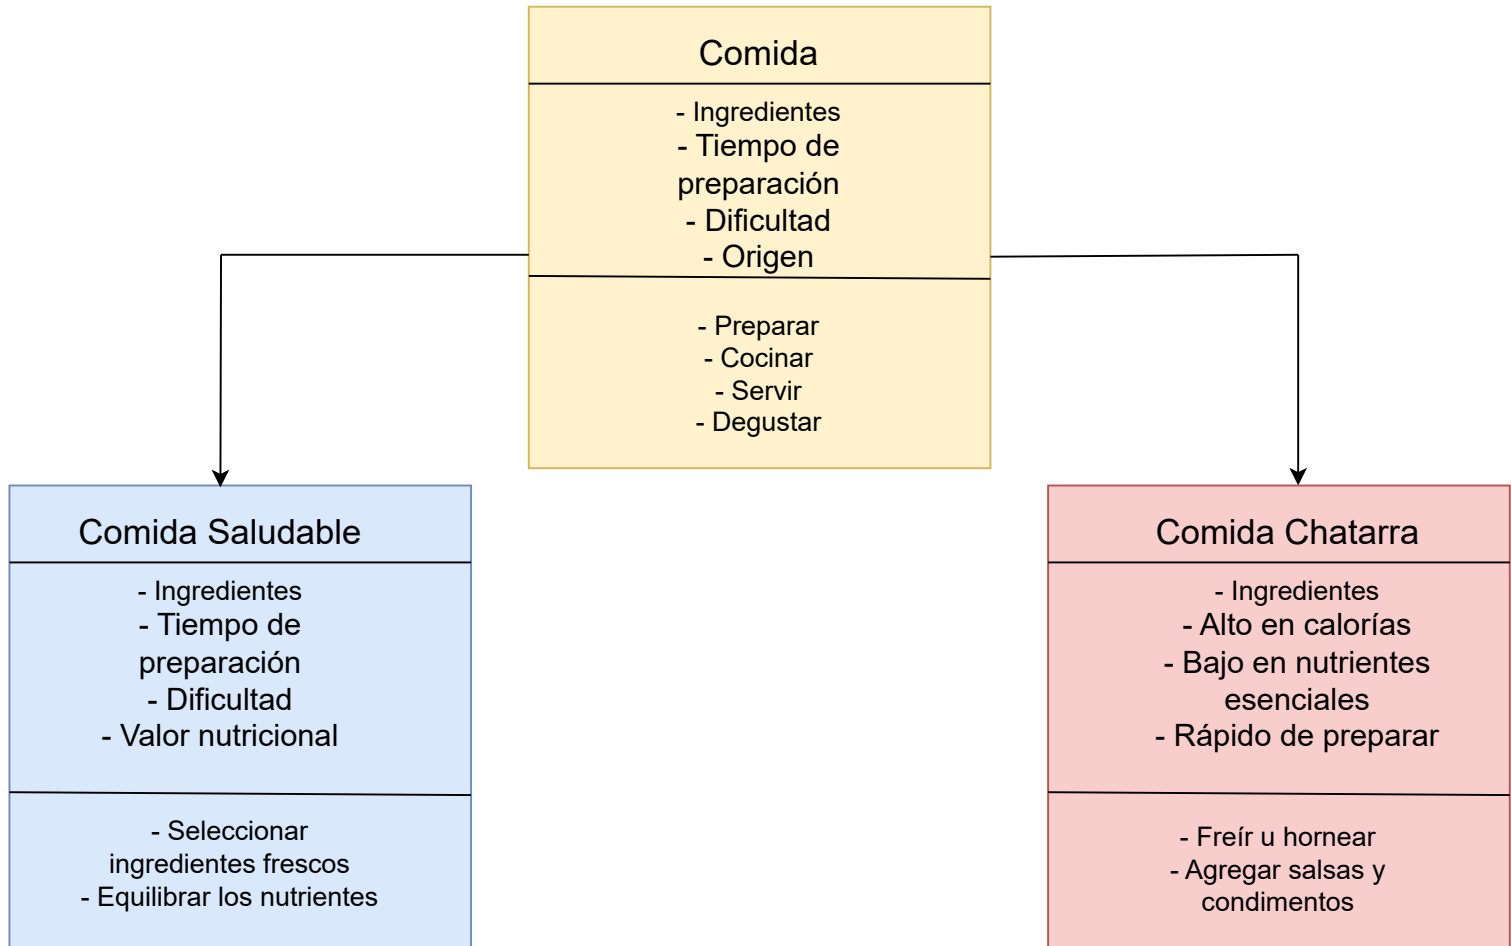 Comida
- Ingredientes
- Tiempo de
preparación
- Dificultad
- Origen
- Preparar
- Cocinar
- Servir
- Degustar
Comida Saludable
- Ingredientes
- Tiempo de
preparación
- Dificultad
- Valor nutricional
- Seleccionar
ingredientes frescos
- Equilibrar los nutrientes
Comida Chatarra
- Ingredientes
- Alto en calorías
- Bajo en nutrientes
esenciales
- Rápido de preparar
- Freír u hornear
- Agregar salsas y
condimentos